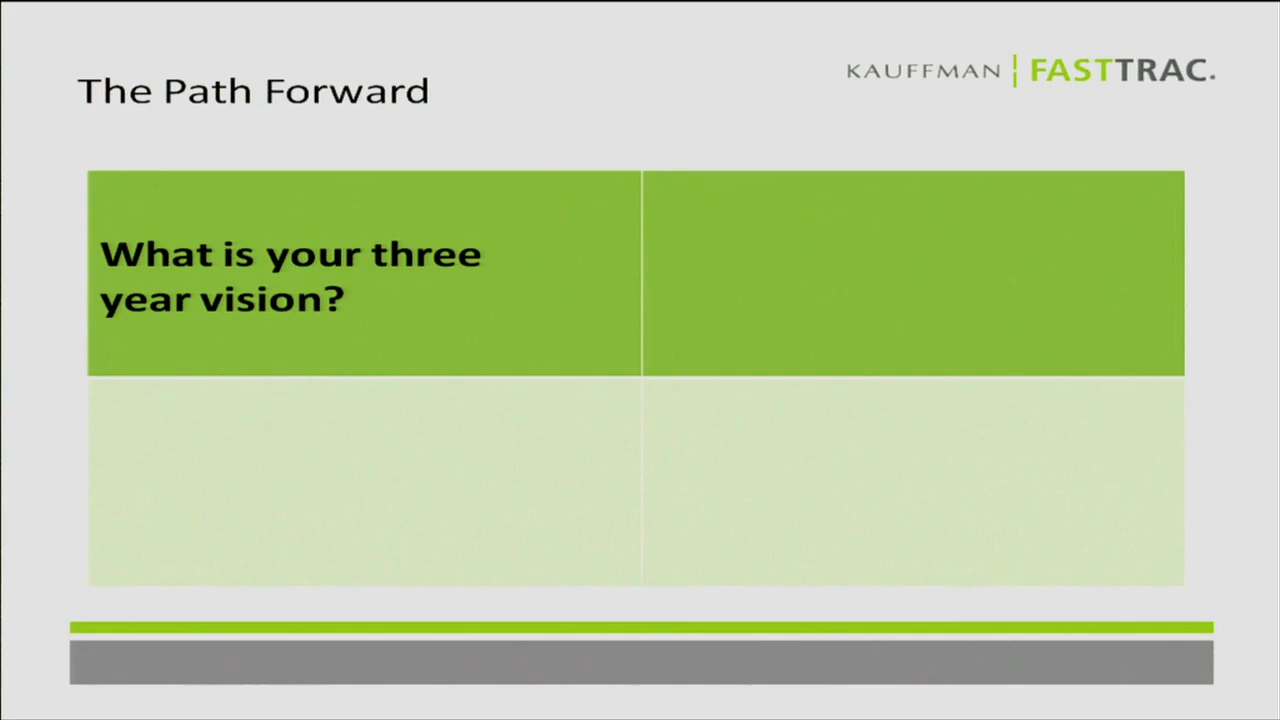 The Path Forward
KAUFFMAN | FASTTRAC.
What is your three
year vision?